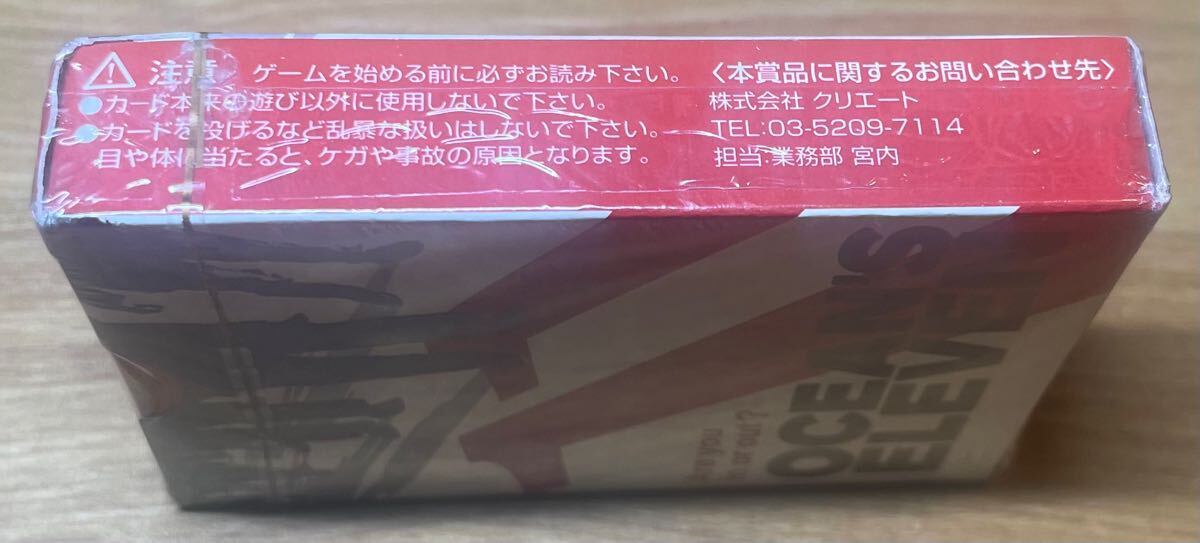 ⚠ 注意 ゲームを始める前に必ずお読み下さい。
●カード本来の遊び以外に使用しないで下さい。
●カードを投げるなど乱暴な扱いはしないで下さい。
目や体に当たると、ケガや事故の原因となります。
〈本賞品に関するお問い合わせ先〉
株式会社 クリエート
TEL:03-5209-7114
担当:業務部 宮内
OCEAN'S
ELEVEN
Are you
in or out?